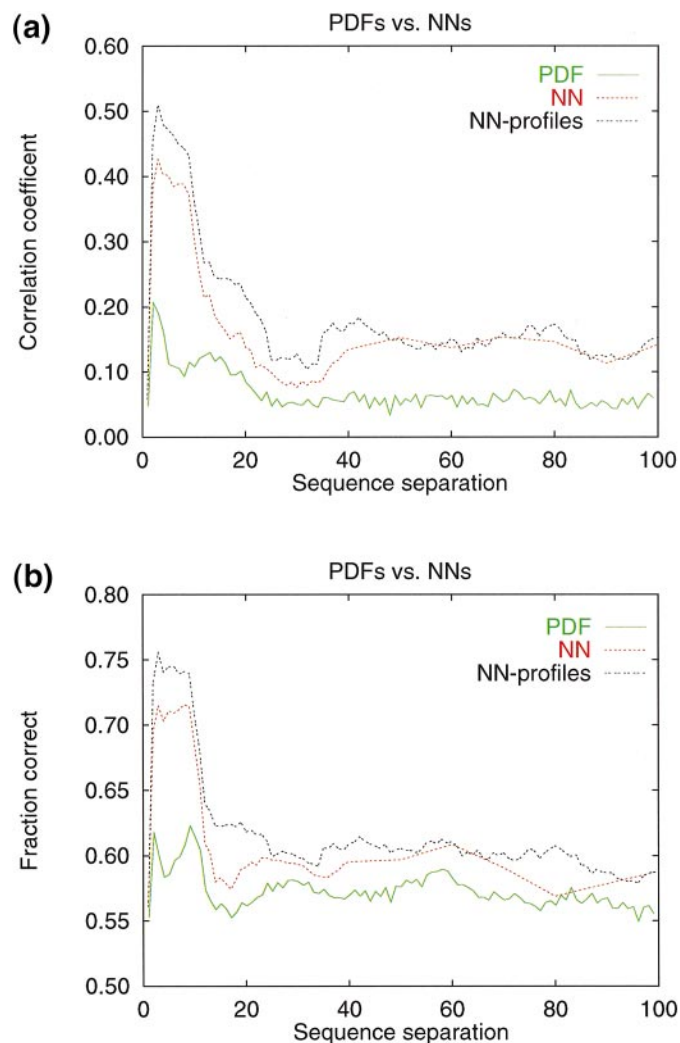 (a)
PDFs vs. NNs
0.60
0.50
0.40
0.30
0.20
0.10
0.00
Correlation coefficent
PDF
NN
NN-profiles
0 20 40 60 80 100
Sequence separation
(b)
PDFs vs. NNs
0.80
0.75
0.70
0.65
0.60
0.55
0.50
Fraction correct
PDF
NN
NN-profiles
0 20 40 60 80 100
Sequence separation